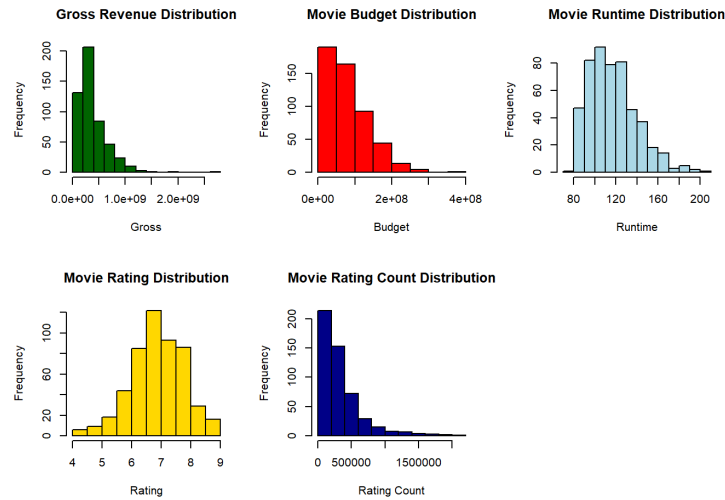 Gross Revenue Distribution
Frequency
0 50 100 150 200
0.0e+00 1.0e+09 2.0e+09
Gross
Movie Budget Distribution
Frequency
0 50 100 150
0e+00 2e+08 4e+08
Budget
Movie Runtime Distribution
Frequency
0 20 40 60 80
80 120 160 200
Runtime
Movie Rating Distribution
Frequency
0 20 60 100
4 5 6 7 8 9
Rating
Movie Rating Count Distribution
Frequency
0 50 100 150 200
0 500000 1500000
Rating Count